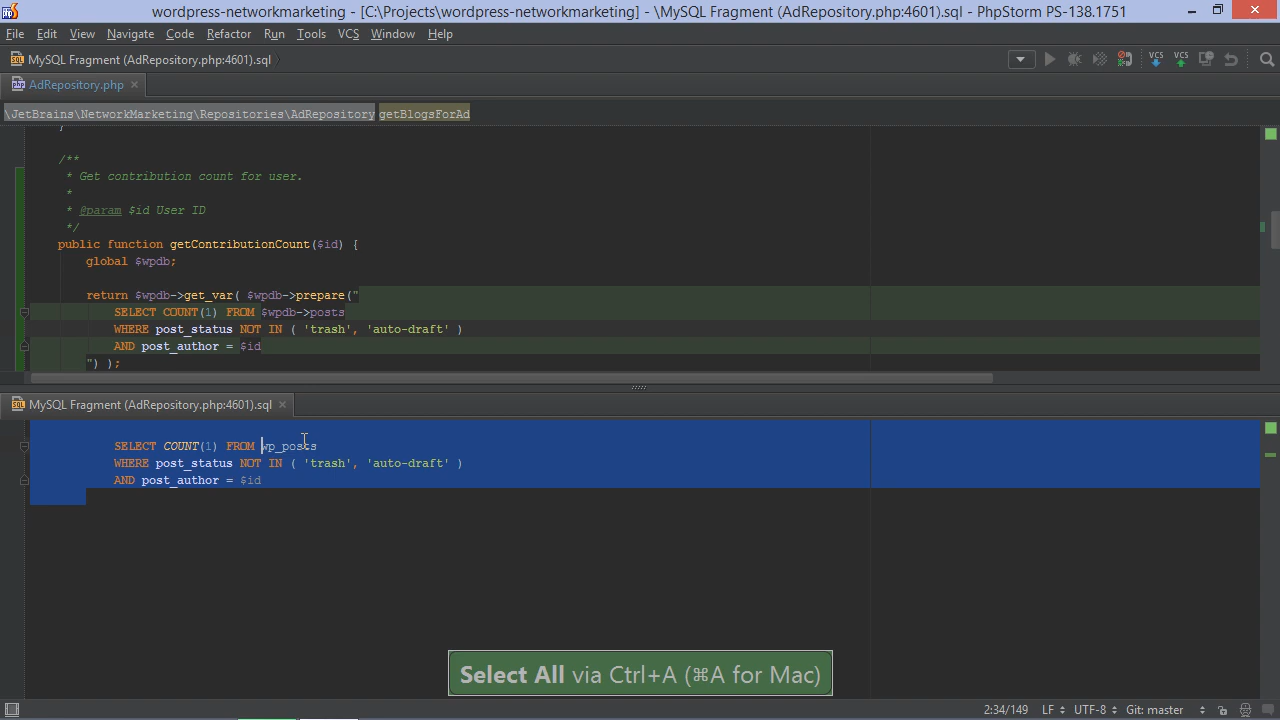 wordpress-networkmarketing - [C:\Projects\wordpress-networkmarketing] - \MySQL Fragment (AdRepository.php:4601).sql - PhpStorm PS-138.1751
File Edit View Navigate Code Refactor Run Tools VCS Window Help
SQL MySQL Fragment (AdRepository.php:4601).sql VCS VCS
php AdRepository.php
\JetBrains\NetworkMarketing\Repositories\AdRepository getBlogsForAd
}
/**
* Get contribution count for user.
*
* @param $id User ID
*/
public function getContributionCount($id) {
global $wpdb;
return $wpdb->get_var( $wpdb->prepare("
SELECT COUNT(1) FROM $wpdb->posts
WHERE post_status NOT IN ( 'trash', 'auto-draft' )
AND post_author = $id
") );
SQL MySQL Fragment (AdRepository.php:4601).sql
SELECT COUNT(1) FROM wp_posts
WHERE post_status NOT IN ( 'trash', 'auto-draft' )
AND post_author = $id
Select All via Ctrl+A (⌘A for Mac)
2:34/149 LF UTF-8 Git: master